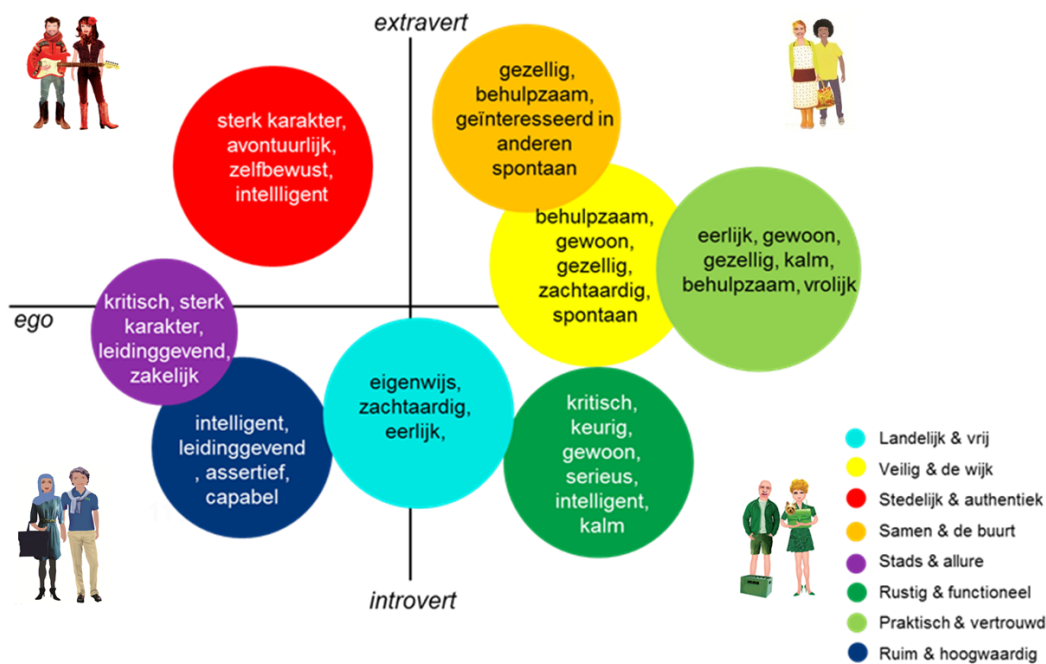 extravert
sterk karakter,
avontuurlijk,
zelfbewust,
intellligent
gezellig,
behulpzaam,
geïnteresseerd in
anderen
spontaan
behulpzaam,
gewoon,
gezellig,
zachtaardig,
spontaan
eerlijk, gewoon,
gezellig, kalm,
behulpzaam, vrolijk
ego
kritisch, sterk
karakter,
leidinggevend,
zakelijk
intelligent,
leidinggevend
, assertief,
capabel
eigenwijs,
zachtaardig,
eerlijk,
kritisch,
keurig,
gewoon,
serieus,
intelligent,
kalm
introvert
Landelijk & vrij
Veilig & de wijk
Stedelijk & authentiek
Samen & de buurt
Stads & allure
Rustig & functioneel
Praktisch & vertrouwd
Ruim & hoogwaardig